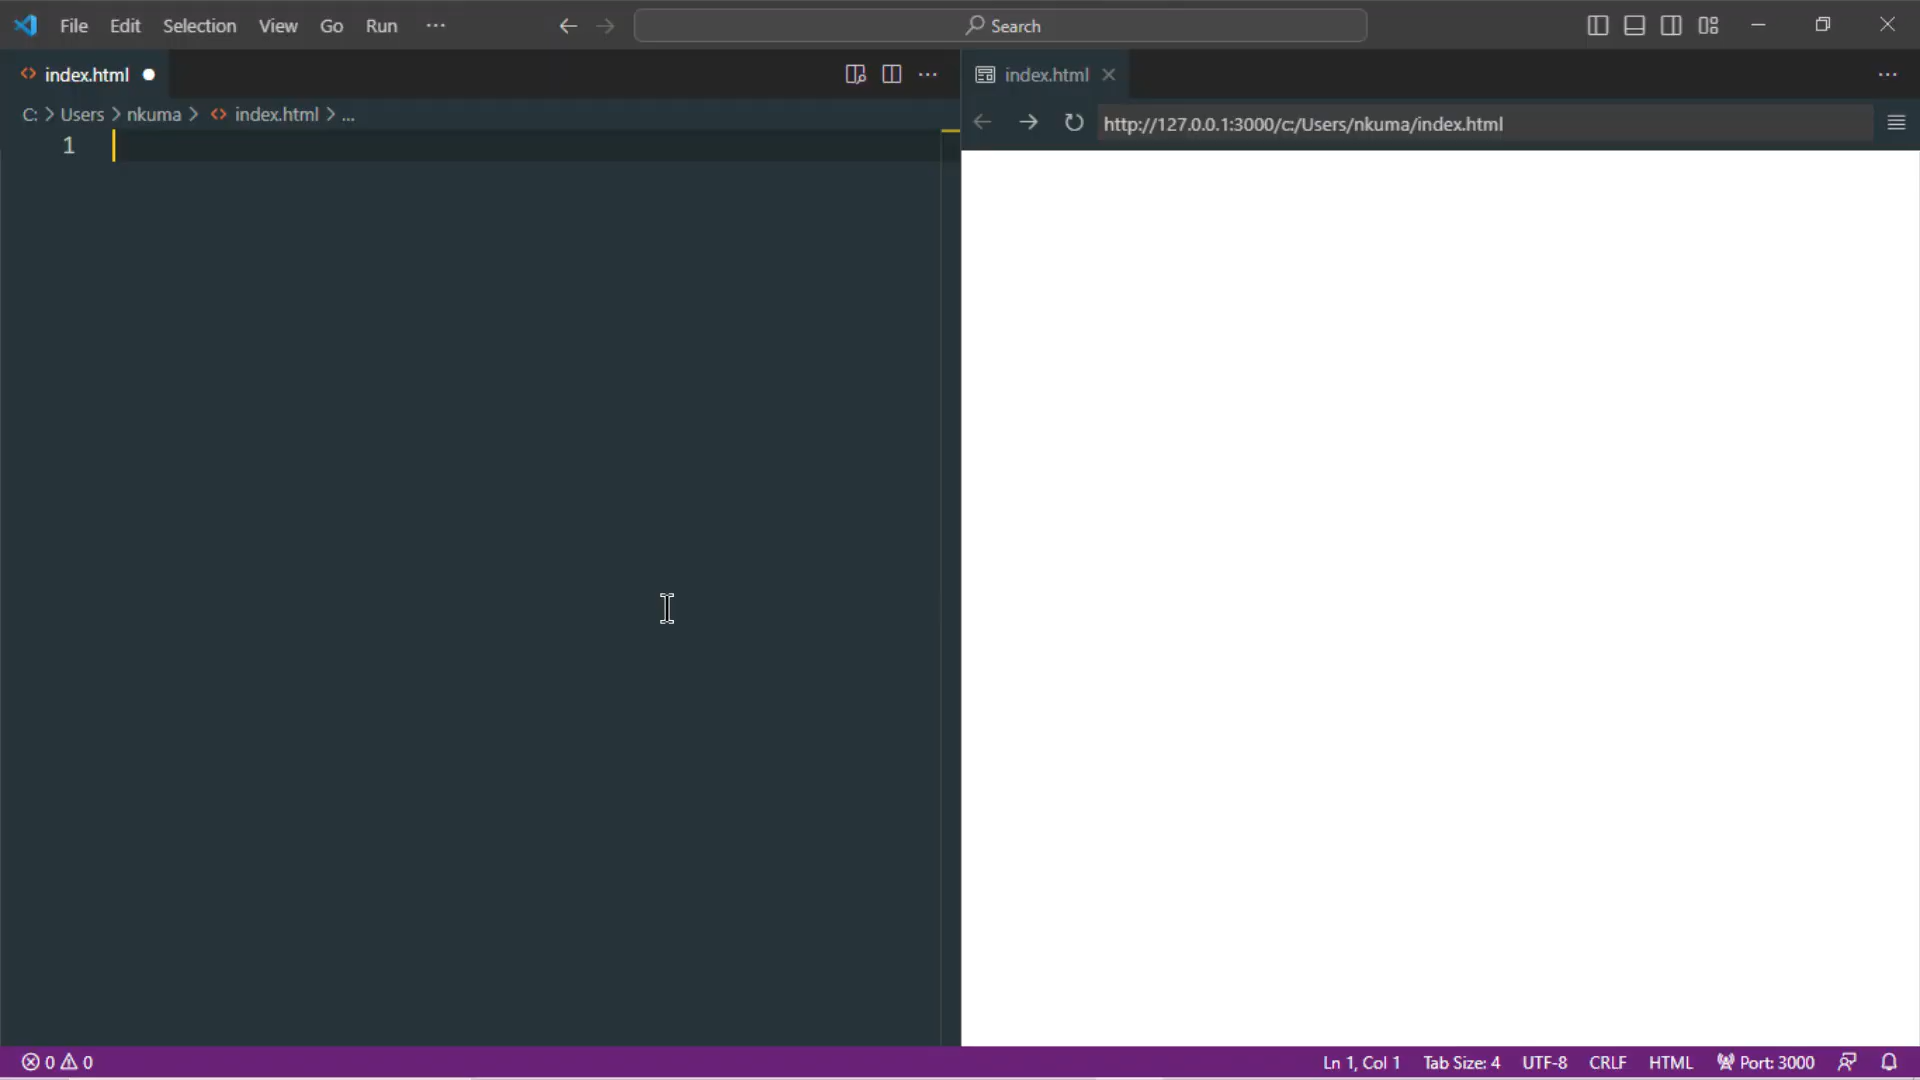 File Edit Selection View Go Run ··· Search
index.html
index.html
C: > Users > nkuma > index.html > ...
http://127.0.0.1:3000/c:/Users/nkuma/index.html
1
0 0 Ln 1, Col 1 Tab Size: 4 UTF-8 CRLF HTML Port: 3000